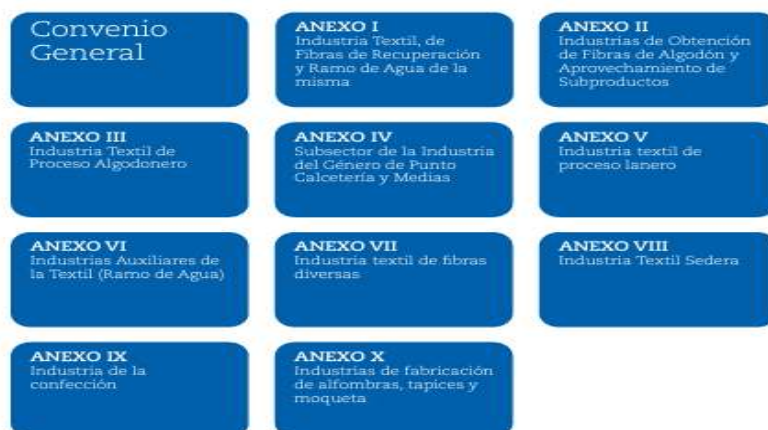 Convenio
General
ANEXO I
Industria Textil, de
Fibras de Recuperación
y Ramo de Agua de la
misma
ANEXO II
Industrias de Obtención
de Fibras de Algodón y
Aprovechamiento de
Subproductos
ANEXO III
Industria Textil de
Proceso Algodonero
ANEXO IV
Subsector de la Industria
del Género de Punto
Calcetería y Medias
ANEXO V
Industria textil de
proceso lanero
ANEXO VI
Industrias Auxiliares de
la Textil (Ramo de Agua)
ANEXO VII
Industria textil de fibras
diversas
ANEXO VIII
Industria Textil Sedera
ANEXO IX
Industria de la
confección
ANEXO X
Industrias de fabricación
de alfombras, tapices y
moqueta